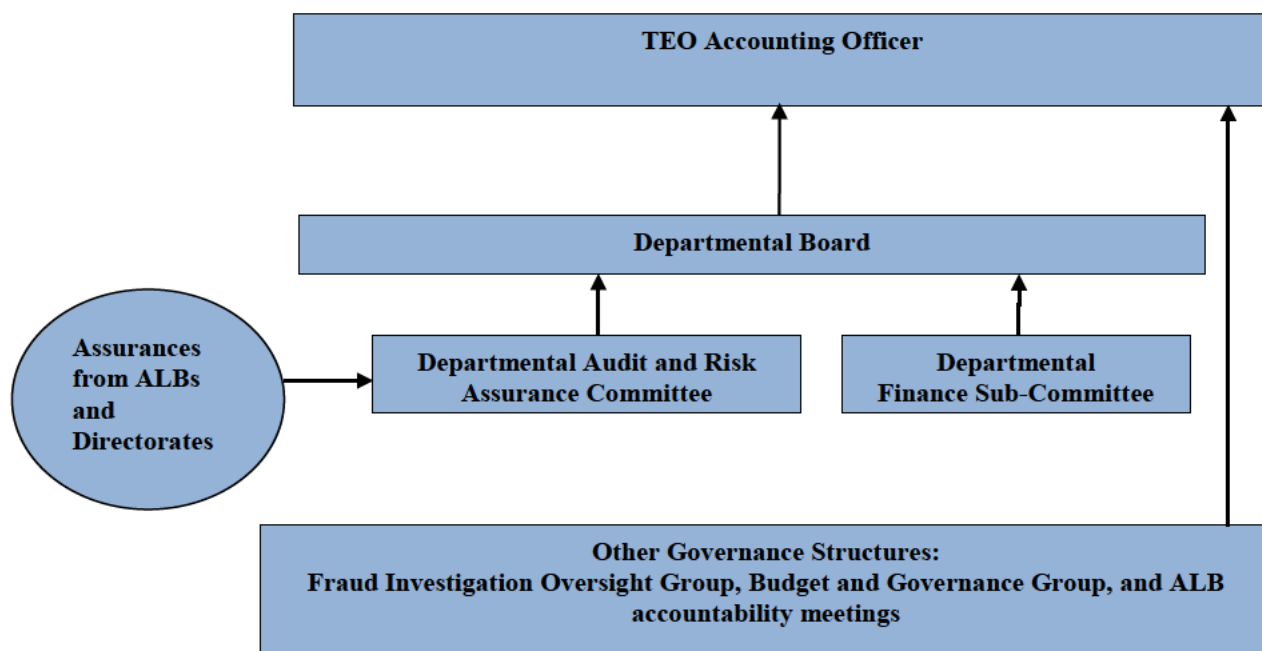 TEO Accounting Officer
Departmental Board
Assurances
from ALBs
and
Directorates
Departmental Audit and Risk
Assurance Committee
Departmental
Finance Sub-Committee
Other Governance Structures:
Fraud Investigation Oversight Group, Budget and Governance Group, and ALB
accountability meetings